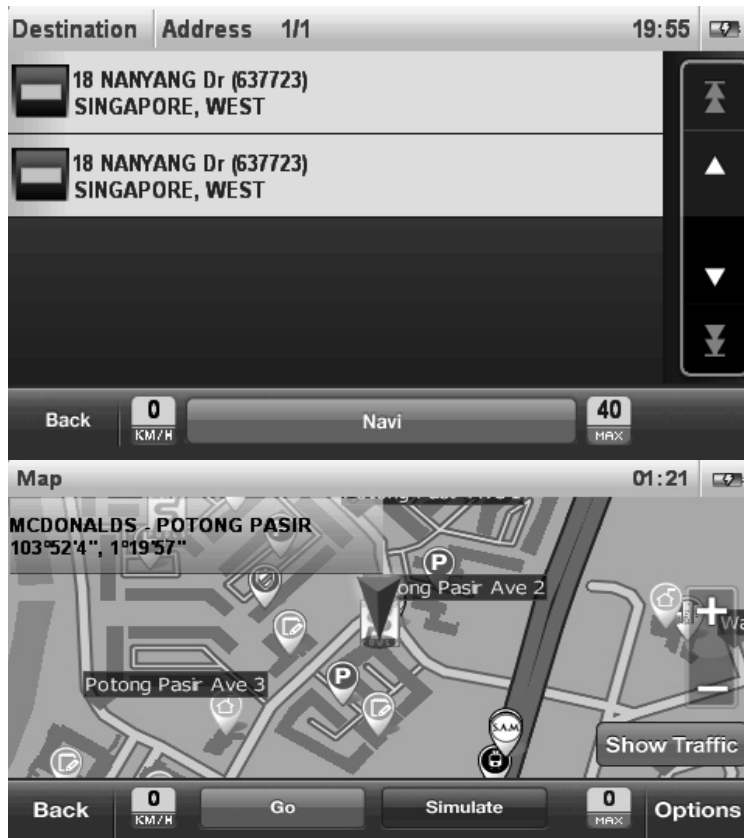 Destination Address 1/1 19:55
18 NANYANG Dr (637723)
SINGAPORE, WEST
18 NANYANG Dr (637723)
SINGAPORE, WEST
Back 0 KM/H Navi 40 MAX
Map 01:21
MCDONALDS - POTONG PASIR
103°52'4", 1°19'57"
P
ong Pasir Ave 2
+
Wa
Potong Pasir Ave 3
P
S.A.M
Show Traffic
Back 0 KM/H Go Simulate 0 MAX Options